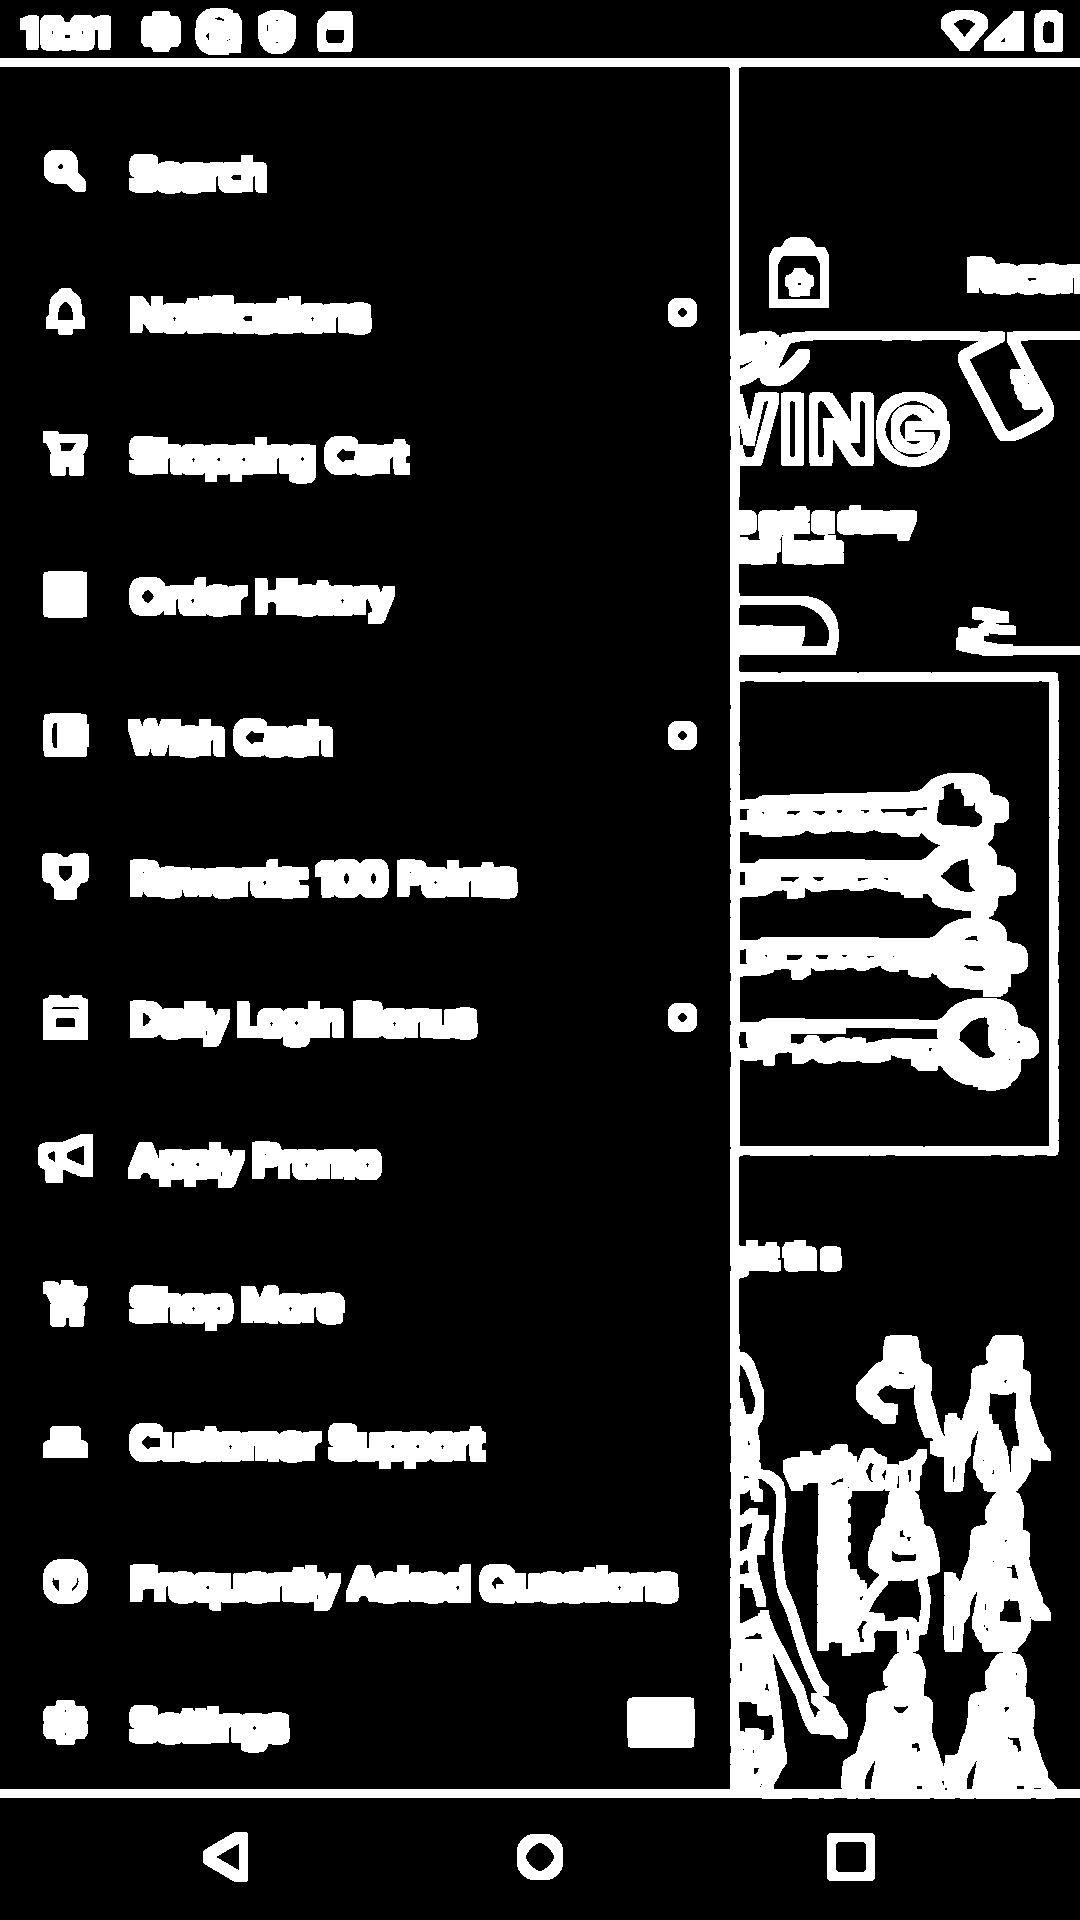 10:01
Search
Notifications
Recen
VING
Shopping Cart
Order History
Wish Cash
Rewards: 100 Points
Daily Login Bonus
Apply Promo
Shop More
Customer Support
Frequently Asked Questions
Settings